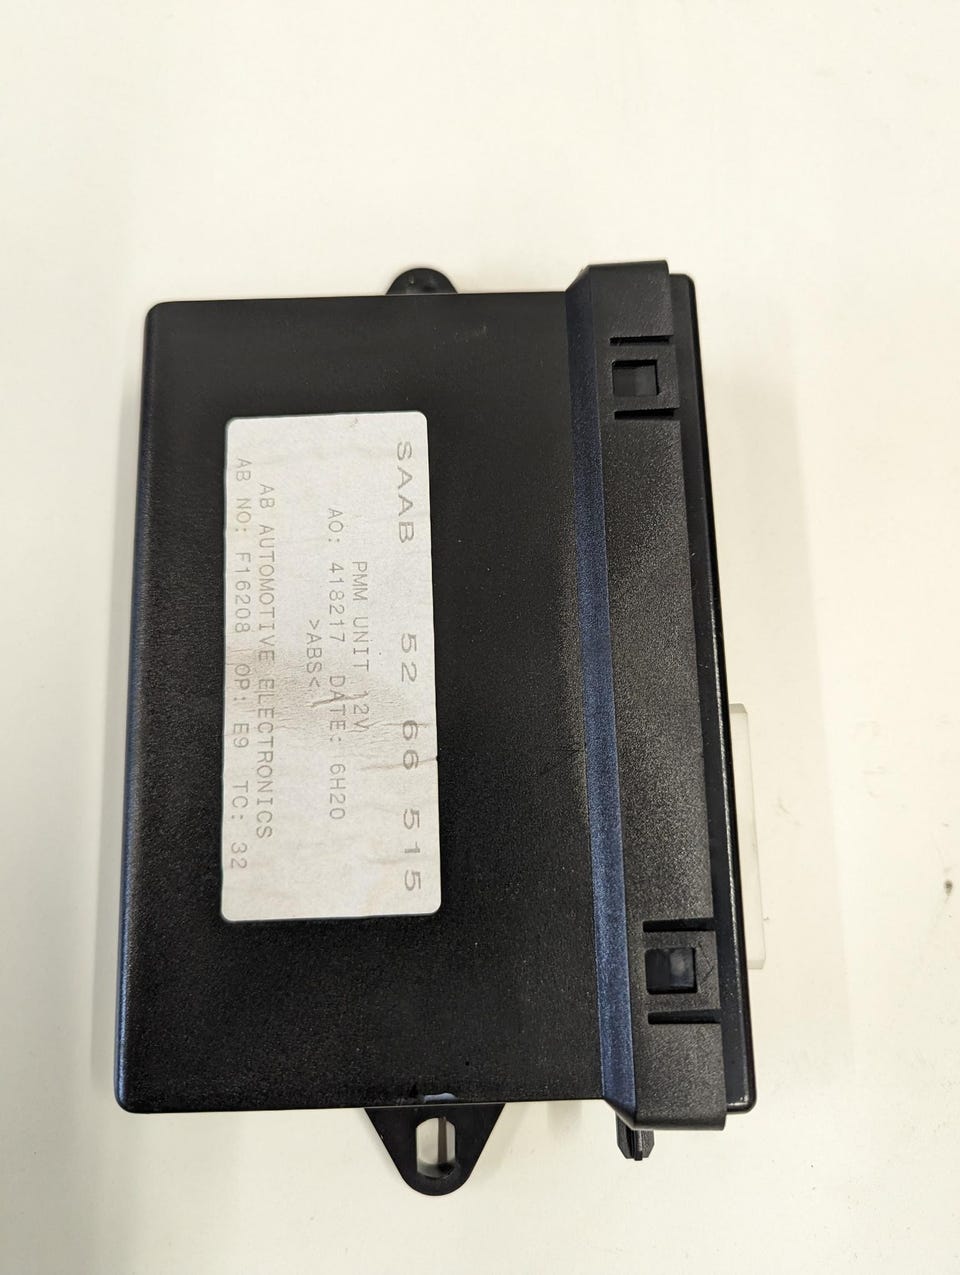 SAAB 52 66 515
PMM UNIT 12V
AO: 418217 DATE: 6H20
>ABS<
AB AUTOMOTIVE ELECTRONICS
AB NO: F16208 OP: E9 TC: 32